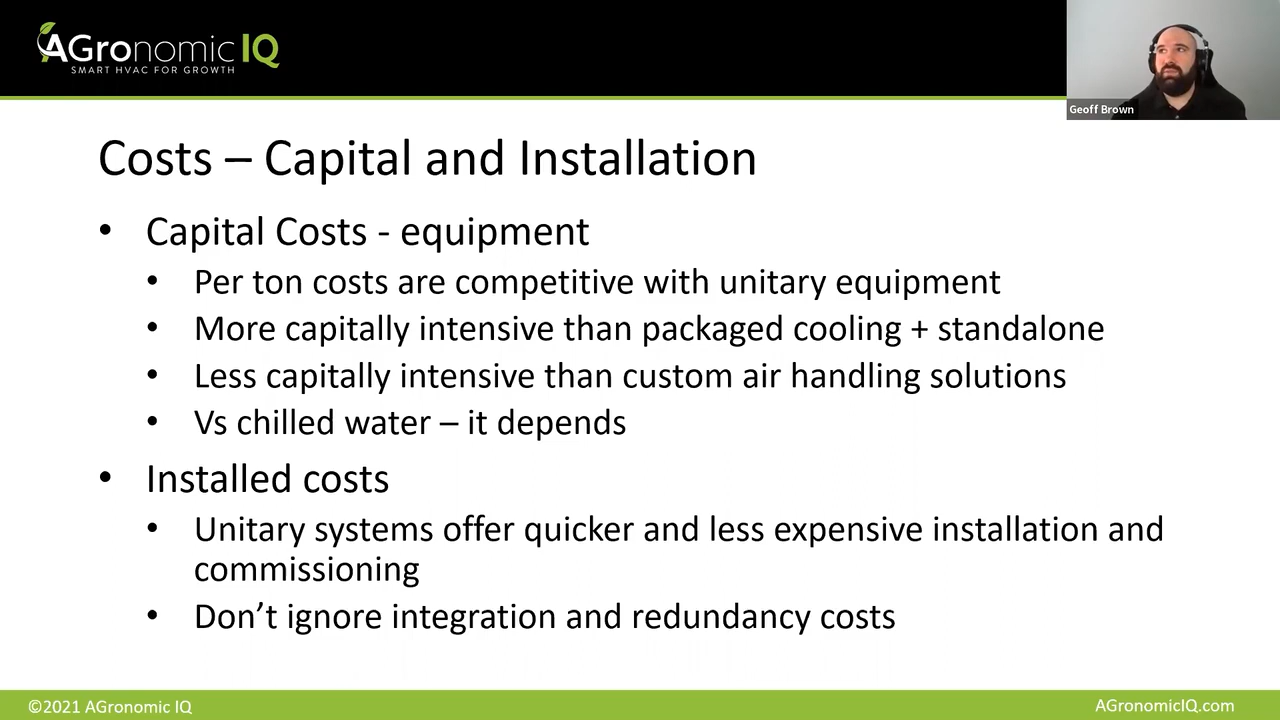 AGronomic IQ
SMART HVAC FOR GROWTH
Geoff Brown
Costs – Capital and Installation
• Capital Costs - equipment
• Per ton costs are competitive with unitary equipment
• More capitally intensive than packaged cooling + standalone
• Less capitally intensive than custom air handling solutions
• Vs chilled water – it depends
• Installed costs
• Unitary systems offer quicker and less expensive installation and
commissioning
• Don’t ignore integration and redundancy costs
©2021 AGronomic IQ
AGronomicIQ.com